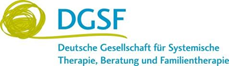 DGSF
Deutsche Gesellschaft für Systemische
Therapie, Beratung und Familientherapie